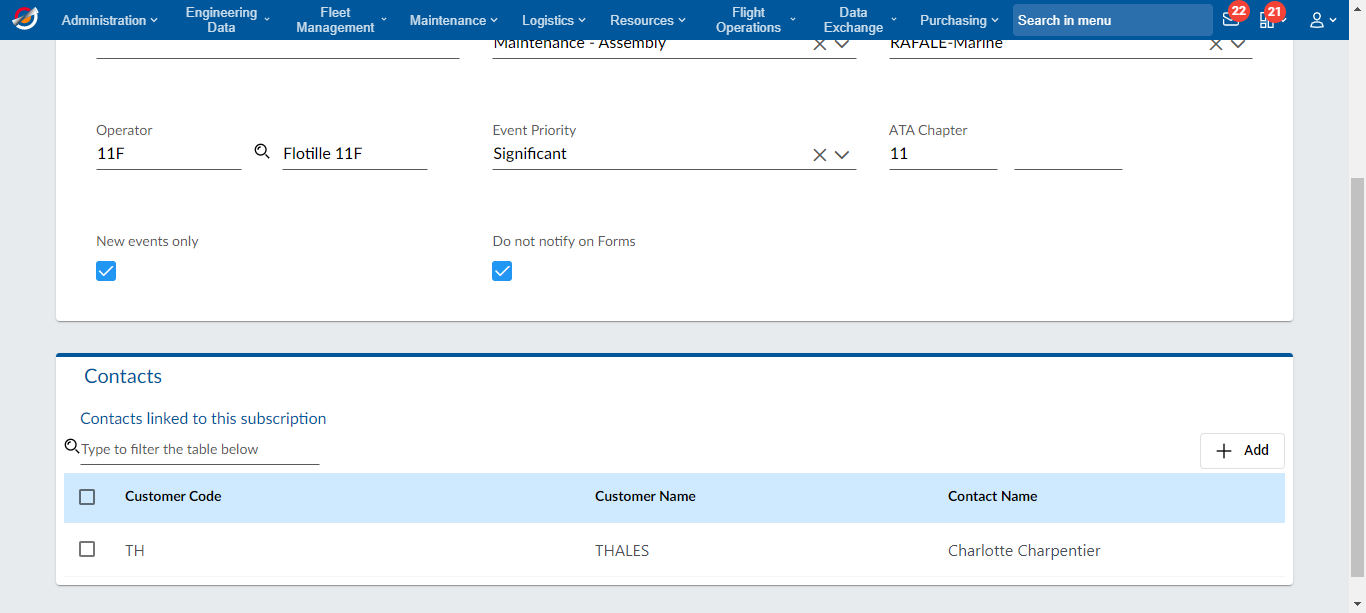 Administration
Engineering Data
Fleet Management
Maintenance
Logistics
Resources
Flight Operations
Data Exchange
Purchasing
Search in menu
22
21
Maintenance - Assembly
RAFALE-Marine
Operator
Event Priority
ATA Chapter
11F
Flotille 11F
Significant
11
New events only
Do not notify on Forms
Contacts
Contacts linked to this subscription
Type to filter the table below
Add
Customer Code
Customer Name
Contact Name
TH
THALES
Charlotte Charpentier